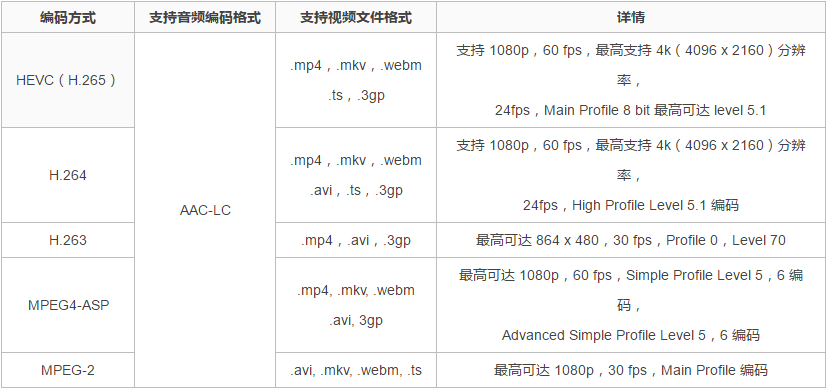 编码方式 支持音频编码格式 支持视频文件格式 详情
HEVC（H.265）
.mp4，.mkv，.webm
.ts，.3gp
支持 1080p，60 fps，最高支持 4k（4096 x 2160）分辨
率，
24fps，Main Profile 8 bit 最高可达 level 5.1
H.264
.mp4，.mkv，.webm
.avi，.ts，.3gp
支持 1080p，60 fps，最高支持 4k（4096 x 2160）分辨
率，
24fps，High Profile Level 5.1 编码
AAC-LC
H.263
.mp4，.avi，.3gp
最高可达 864 x 480，30 fps，Profile 0，Level 70
MPEG4-ASP
.mp4, .mkv, .webm
.avi, 3gp
最高可达 1080p，60 fps，Simple Profile Level 5，6 编
码，
Advanced Simple Profile Level 5，6 编码
MPEG-2
.avi, .mkv, .webm, .ts
最高可达 1080p，30 fps，Main Profile 编码